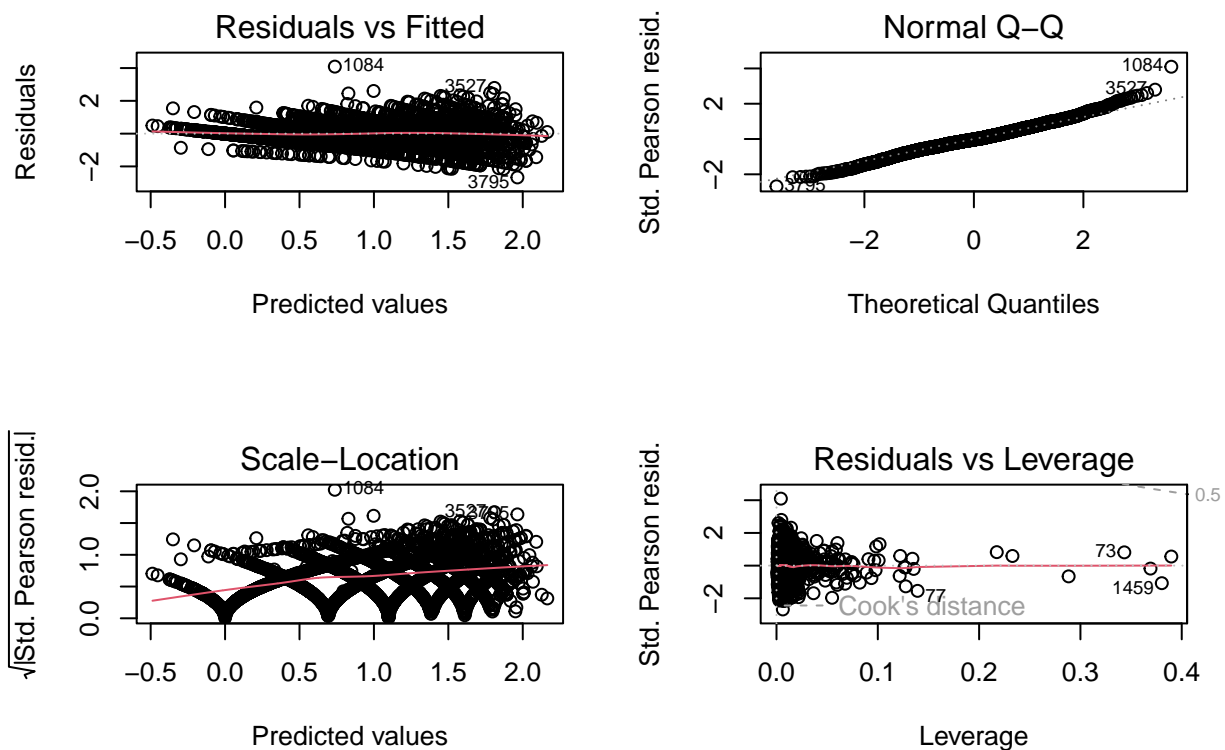 Residuals vs Fitted
Residuals
2
0
−2
1084
3527
3795
−0.5 0.0 0.5 1.0 1.5 2.0
Predicted values
Normal Q−Q
Std. Pearson resid.
2
−2
1084
3527
3795
−2 0 2
Theoretical Quantiles
Scale−Location
√|Std. Pearson resid.|
2.0
1.0
0.0
1084
3527
3795
−0.5 0.0 0.5 1.0 1.5 2.0
Predicted values
Residuals vs Leverage
Std. Pearson resid.
2
0
−2
0.5
73
1459
77
Cook's distance
0.0 0.1 0.2 0.3 0.4
Leverage